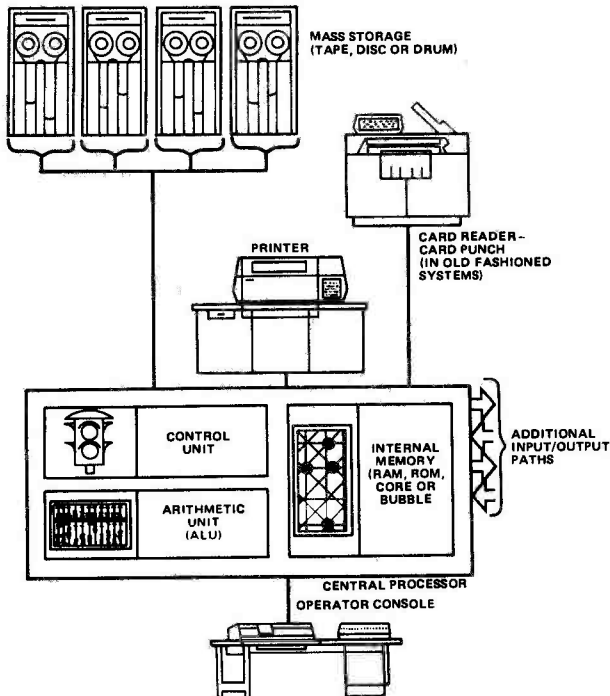 MASS STORAGE
(TAPE, DISC OR DRUM)
CARD READER-
CARD PUNCH
(IN OLD FASHIONED
SYSTEMS)
PRINTER
CONTROL
UNIT
INTERNAL
MEMORY
(RAM, ROM,
CORE OR
BUBBLE
ADDITIONAL
INPUT/OUTPUT
PATHS
ARITHMETIC
UNIT
(ALU)
CENTRAL PROCESSOR
OPERATOR CONSOLE